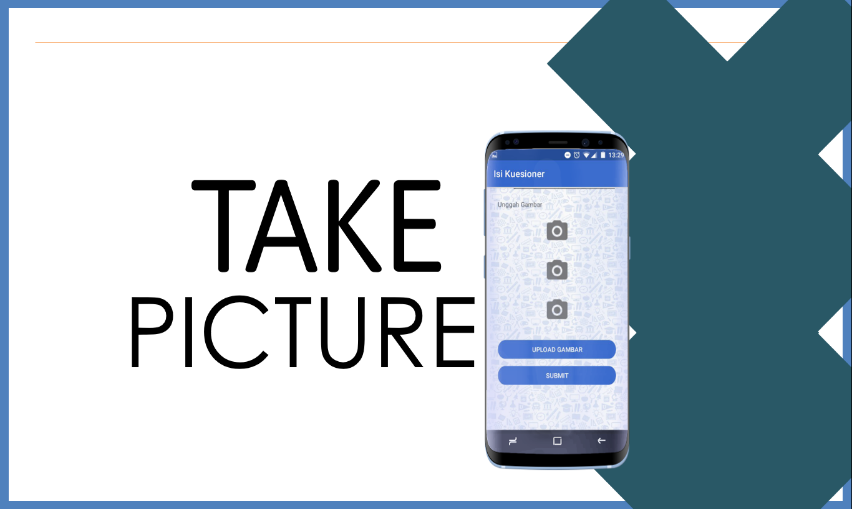 TAKE
PICTURE
13:29
Isi Kuesioner
Unggah Gambar
UPLOAD GAMBAR
SUBMIT